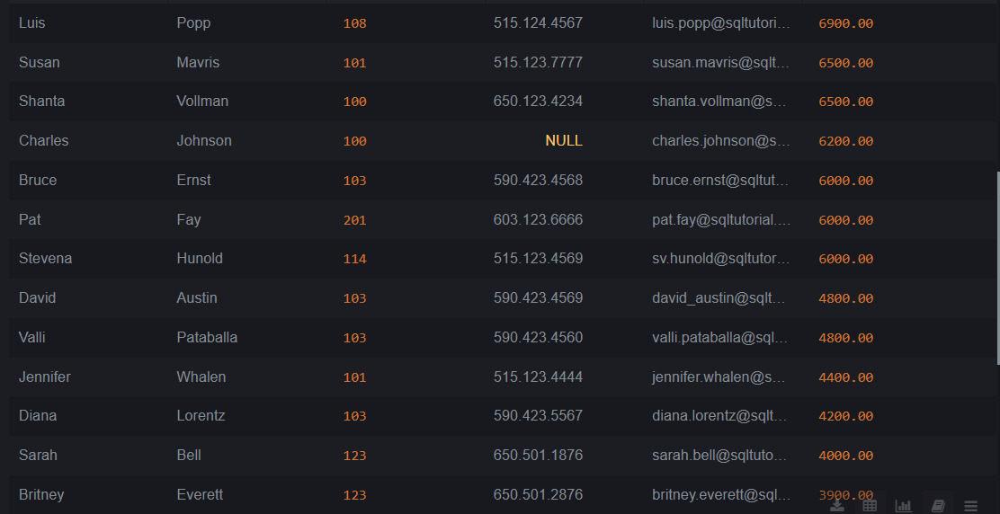 Luis Popp 108 515.124.4567 luis.popp@sqltutori... 6900.00
Susan Mavris 101 515.123.7777 susan.mavris@sqlt... 6500.00
Shanta Vollman 100 650.123.4234 shanta.vollman@s... 6500.00
Charles Johnson 100 NULL charles.johnson@s... 6200.00
Bruce Ernst 103 590.423.4568 bruce.ernst@sqltut... 6000.00
Pat Fay 201 603.123.6666 pat.fay@sqltutorial.... 6000.00
Stevena Hunold 114 515.123.4569 sv.hunold@sqltutor... 6000.00
David Austin 103 590.423.4569 david_austin@sqlt... 4800.00
Valli Pataballa 103 590.423.4560 valli.pataballa@sql... 4800.00
Jennifer Whalen 101 515.123.4444 jennifer.whalen@s... 4400.00
Diana Lorentz 103 590.423.5567 diana.lorentz@sqlt... 4200.00
Sarah Bell 123 650.501.1876 sarah.bell@sqltuto... 4000.00
Britney Everett 123 650.501.2876 britney.everett@sql... 3900.00